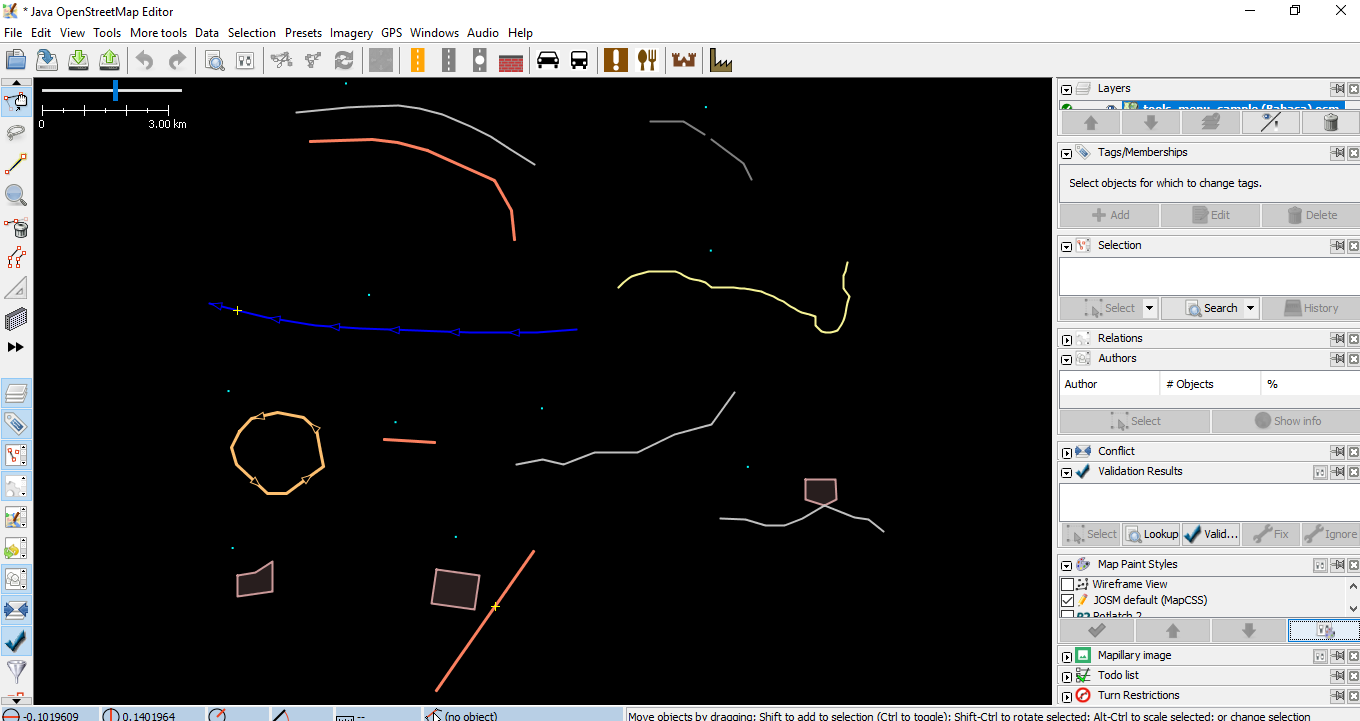 * Java OpenStreetMap Editor
File Edit View Tools More tools Data Selection Presets Imagery GPS Windows Audio Help
0 3.00 km
Layers
tools_menu_sample (Bahasa).osm
Tags/Memberships
Select objects for which to change tags.
Add Edit Delete
Selection
Select Search History
Relations
Authors
Author # Objects %
Select Show info
Conflict
Validation Results
Select Lookup Valid... Fix Ignore
Map Paint Styles
Wireframe View
JOSM default (MapCSS)
Potlatch 2
Mapillary image
Todo list
Turn Restrictions
-0.1019609 0.1401964 -- (no object) Move objects by dragging; Shift to add to selection (Ctrl to toggle); Shift-Ctrl to rotate selected; Alt-Ctrl to scale selected; or change selection